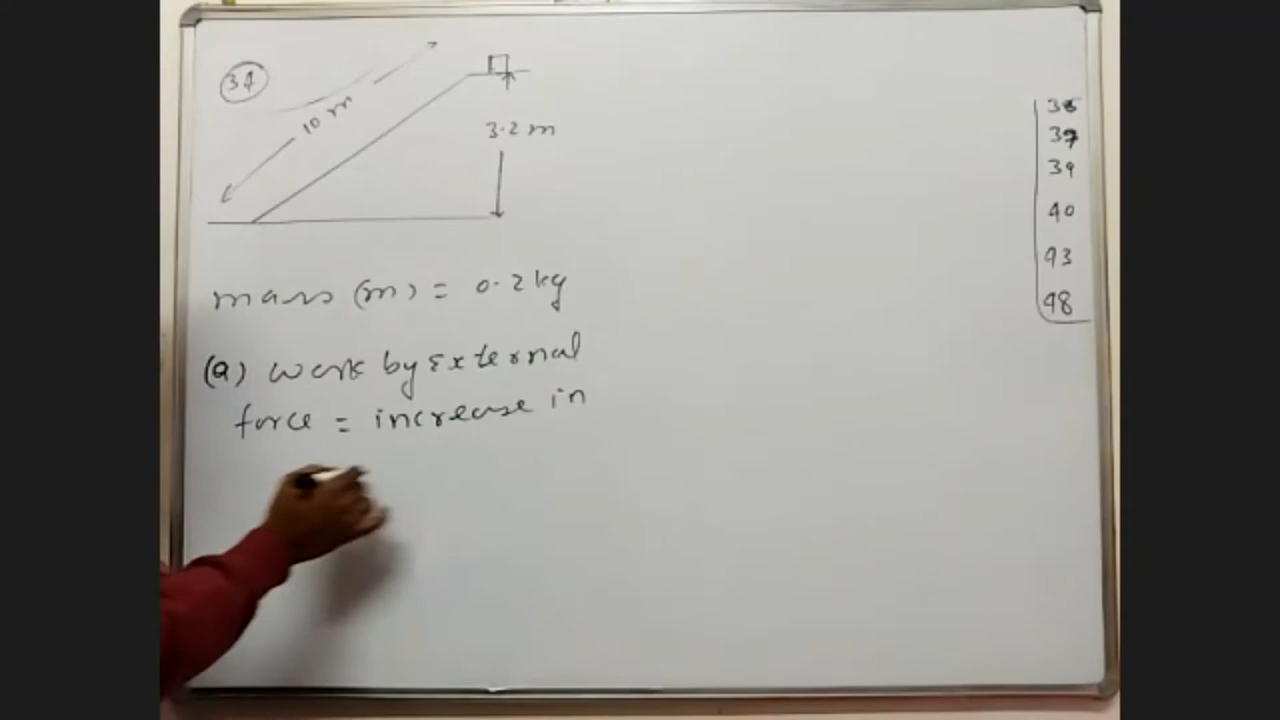 37
10 m
3.2 m
mass (m) = 0.2 kg
(a) work by External
force = increase in
36
37
39
40
43
48